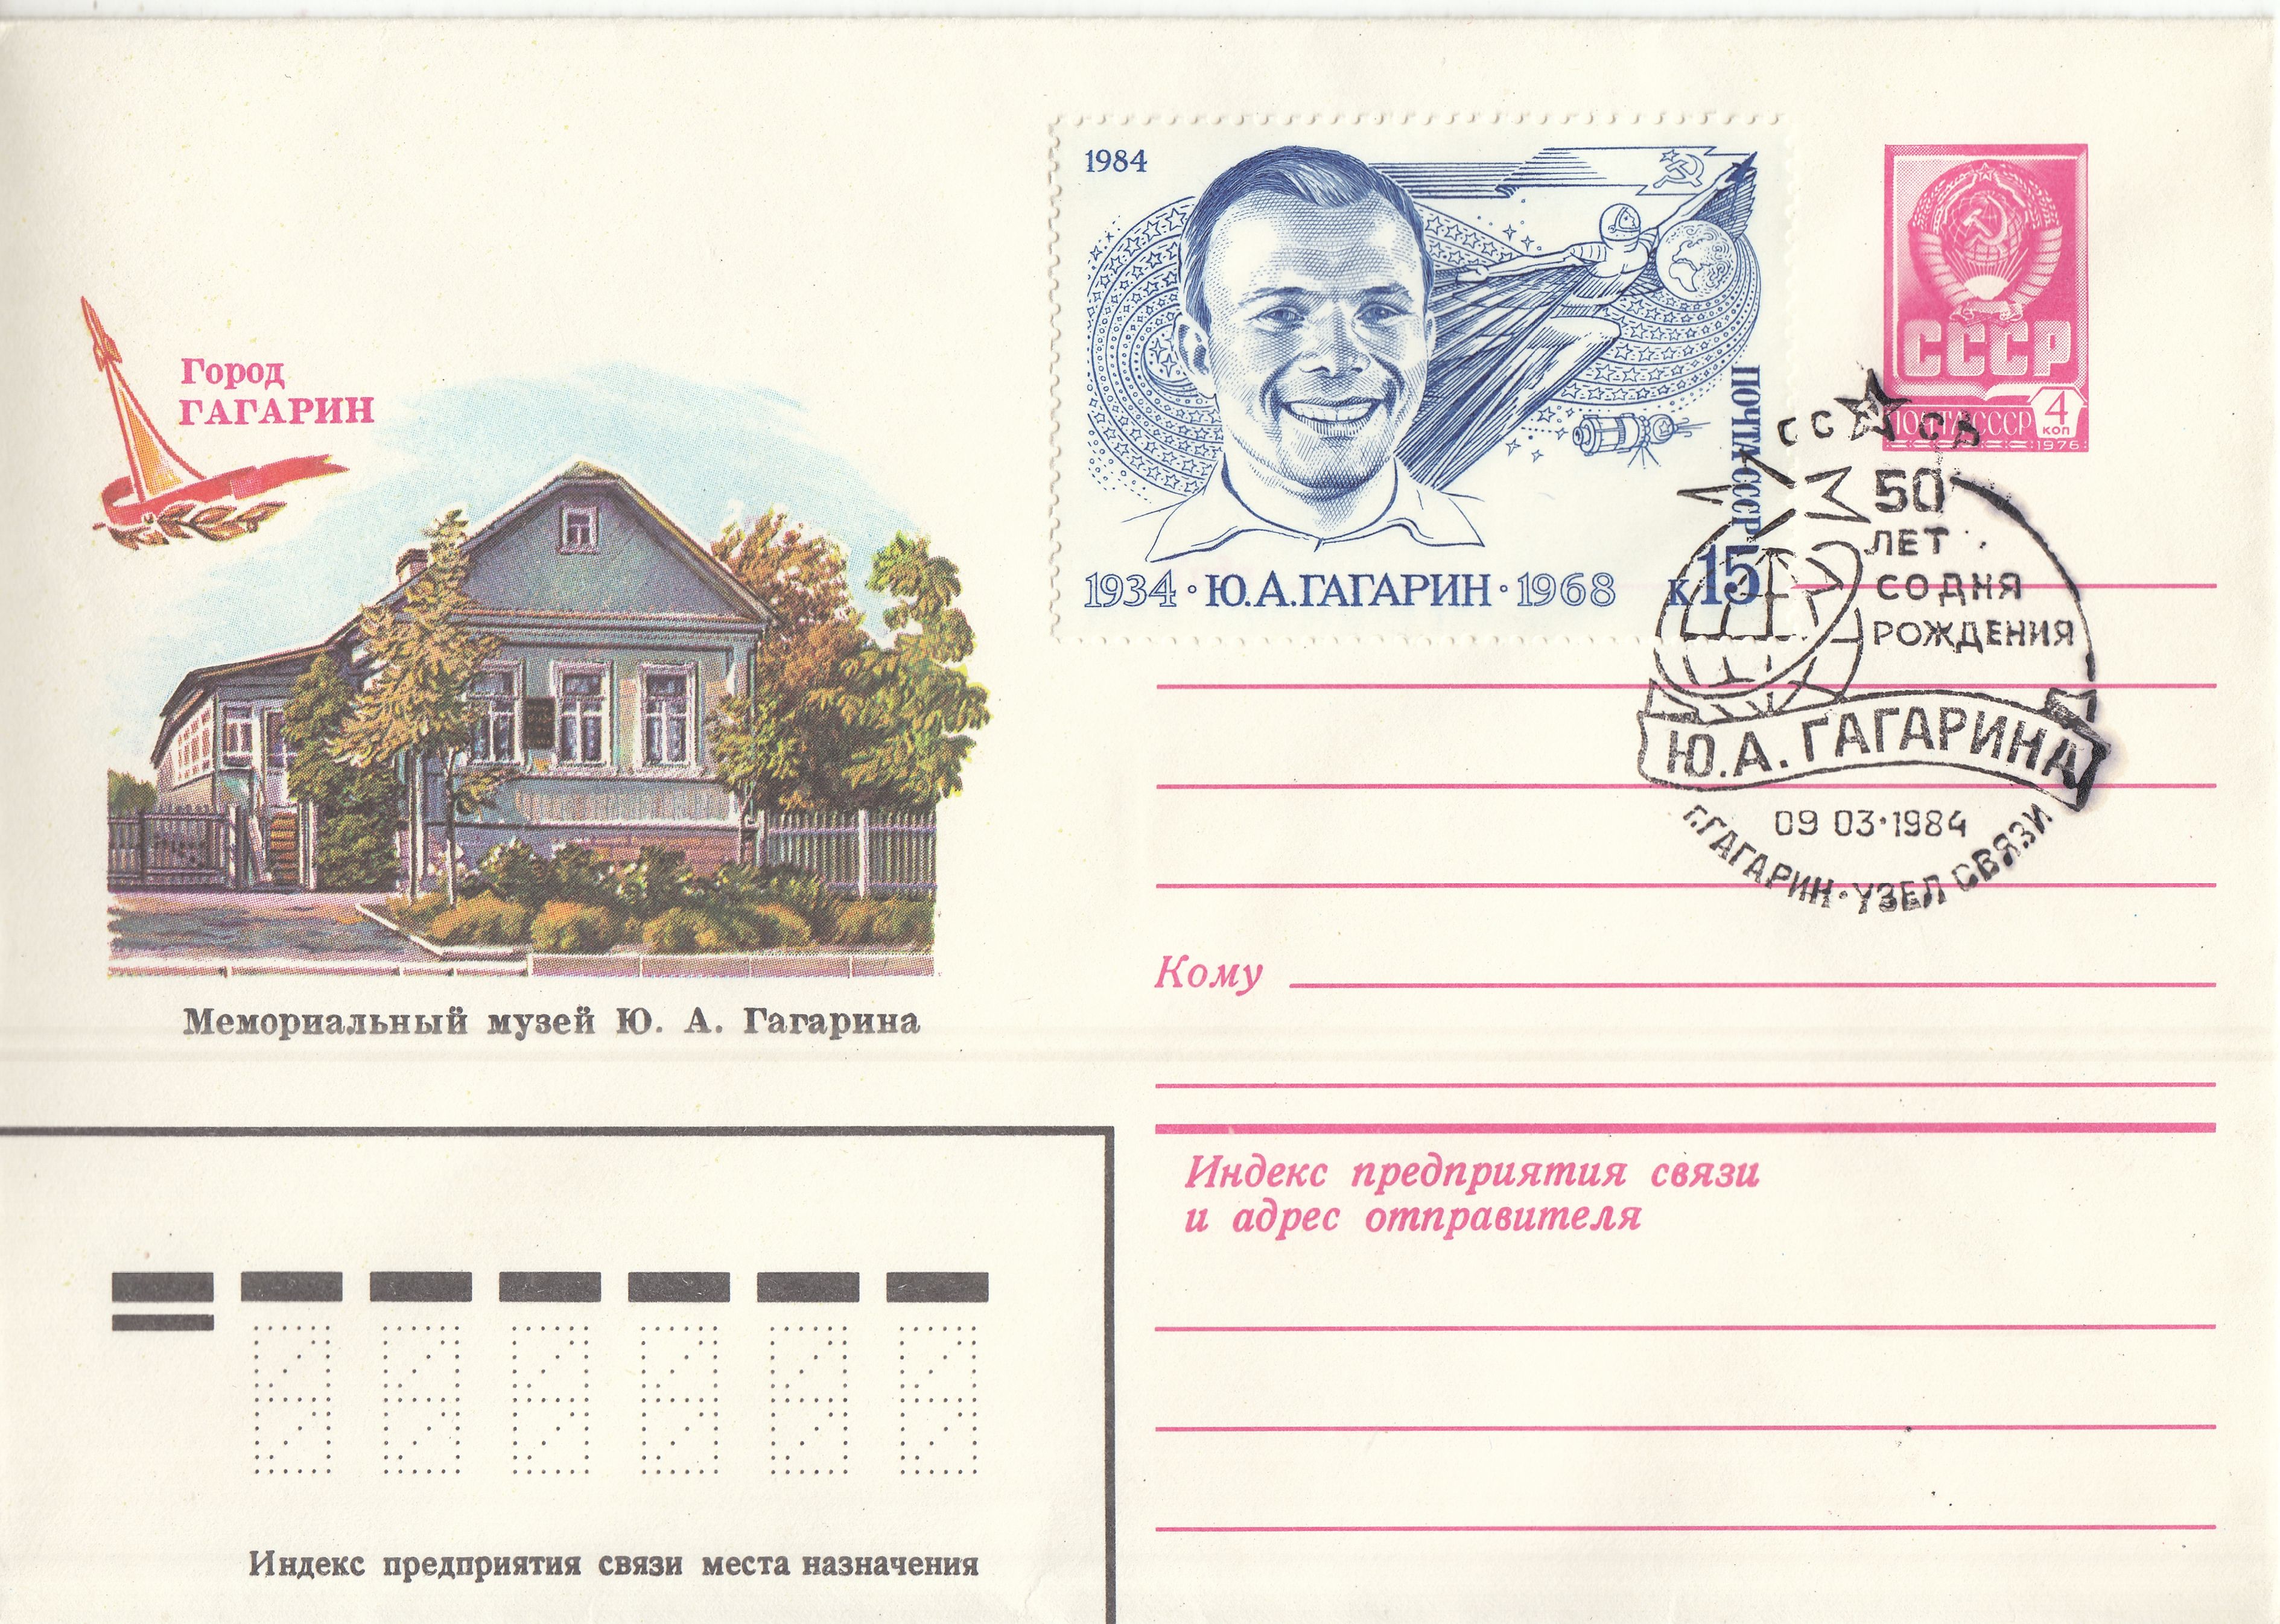 Город
ГАГАРИН
Мемориальный музей Ю. А. Гагарина
1984
ПОЧТА СССР
1934 · Ю.А.ГАГАРИН · 1968
к15
СССР
ПОЧТА СССР
4
коп
1976
50
ЛЕТ
СО ДНЯ
РОЖДЕНИЯ
Ю.А. ГАГАРИНА
09 03·1984
г.ГАГАРИН·УЗЕЛ СВЯЗИ
Кому
Индекс предприятия связи
и адрес отправителя
Индекс предприятия связи места назначения